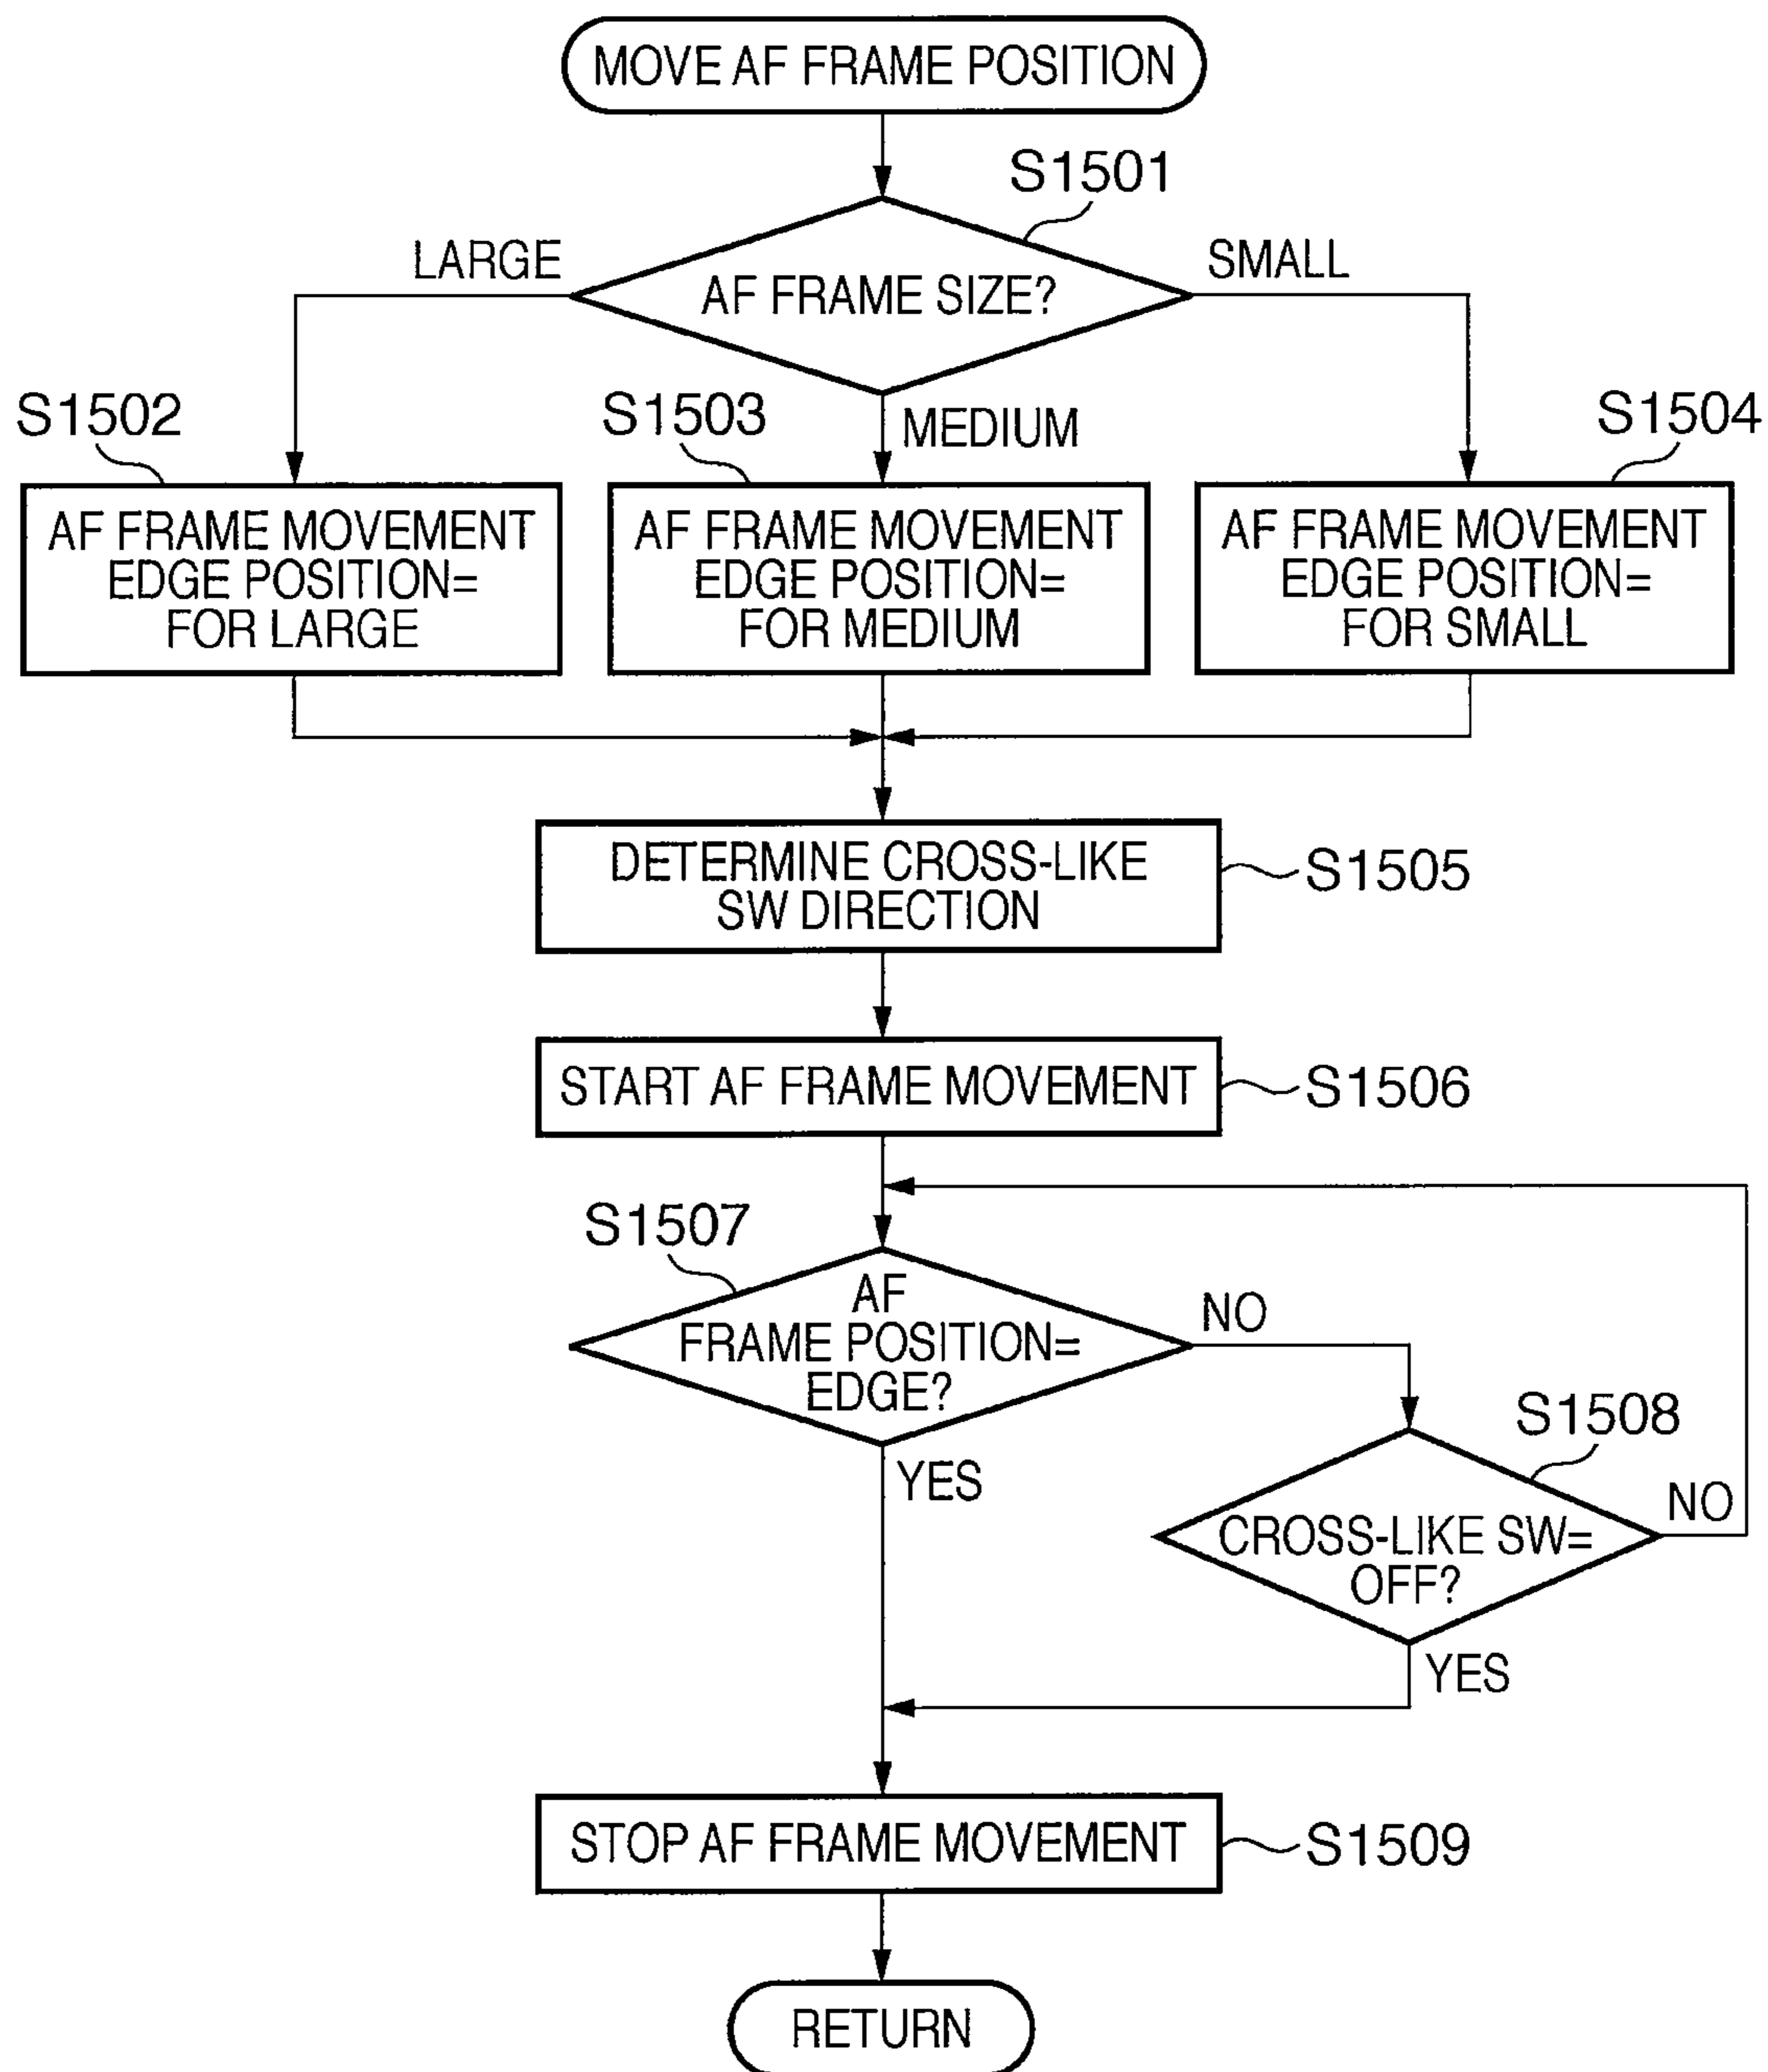 MOVE AF FRAME POSITION
S1501
LARGE
SMALL
AF FRAME SIZE?
S1502
S1503
MEDIUM
S1504
AF FRAME MOVEMENT
EDGE POSITION=
FOR LARGE
AF FRAME MOVEMENT
EDGE POSITION=
FOR MEDIUM
AF FRAME MOVEMENT
EDGE POSITION=
FOR SMALL
DETERMINE CROSS-LIKE
SW DIRECTION
S1505
START AF FRAME MOVEMENT
S1506
S1507
AF
FRAME POSITION=
EDGE?
NO
YES
S1508
CROSS-LIKE SW=
OFF?
NO
YES
STOP AF FRAME MOVEMENT
S1509
RETURN